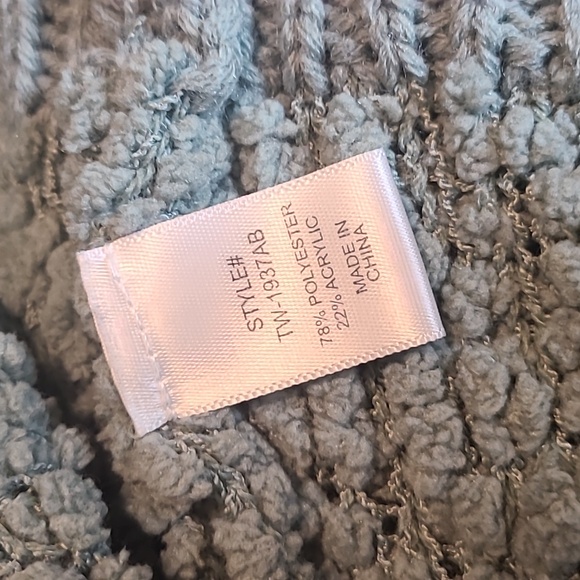 STYLE#
TW-1937AB
78% POLYESTER
22% ACRYLIC
MADE IN
CHINA